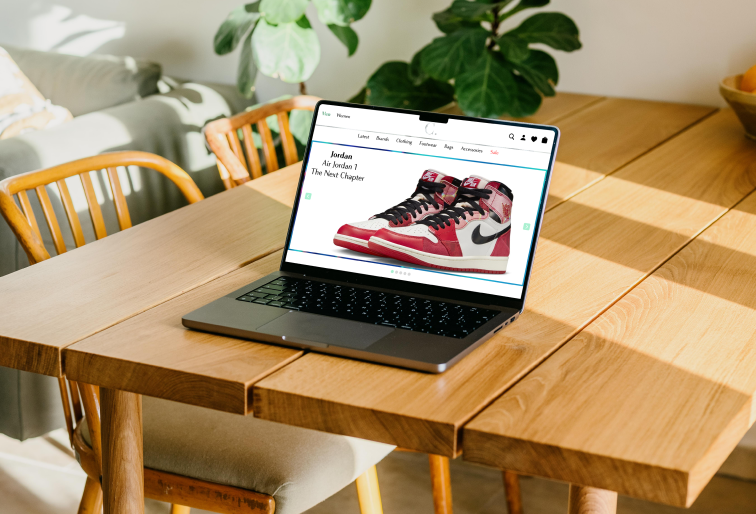 Men Women
Latest Brands Clothing Footwear Bags Accessories Sale
Jordan
Air Jordan 1
The Next Chapter